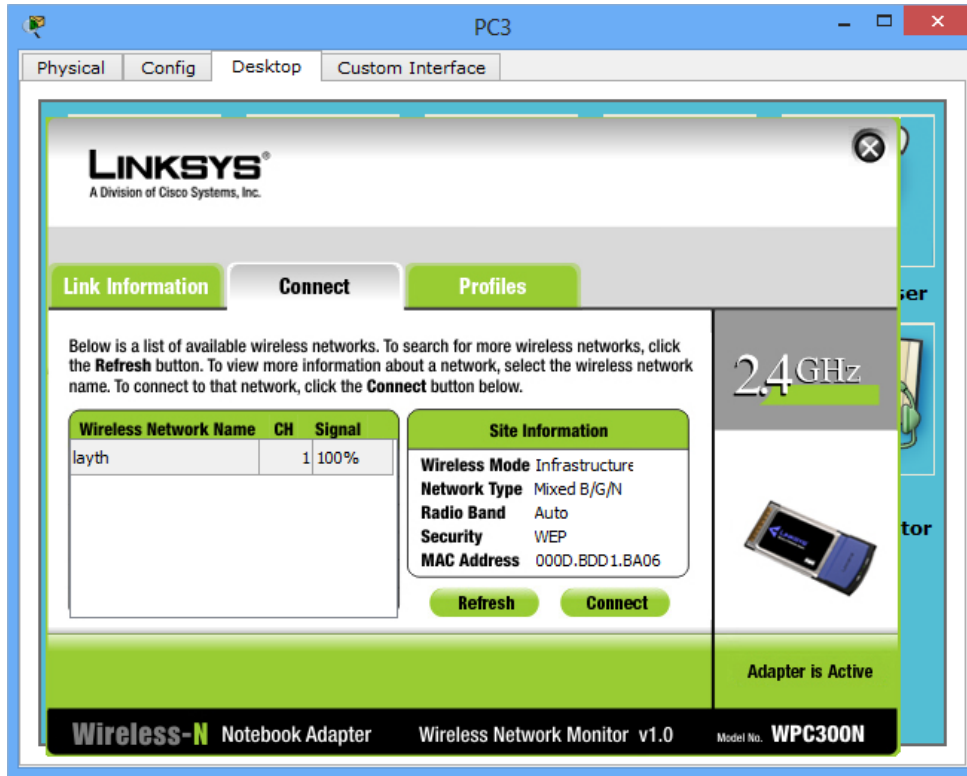 PC3
Physical Config Desktop Custom Interface
LINKSYS®
A Division of Cisco Systems, Inc.
Link Information Connect Profiles
ser
Below is a list of available wireless networks. To search for more wireless networks, click
the Refresh button. To view more information about a network, select the wireless network
name. To connect to that network, click the Connect button below.
2.4GHz
Wireless Network Name CH Signal
layth 1 100%
Site Information
Wireless Mode Infrastructure
Network Type Mixed B/G/N
Radio Band Auto
Security WEP
MAC Address 000D.BDD1.BA06
Refresh Connect
LINKSYS
tor
Adapter is Active
Wireless-N Notebook Adapter Wireless Network Monitor v1.0 Model No. WPC300N